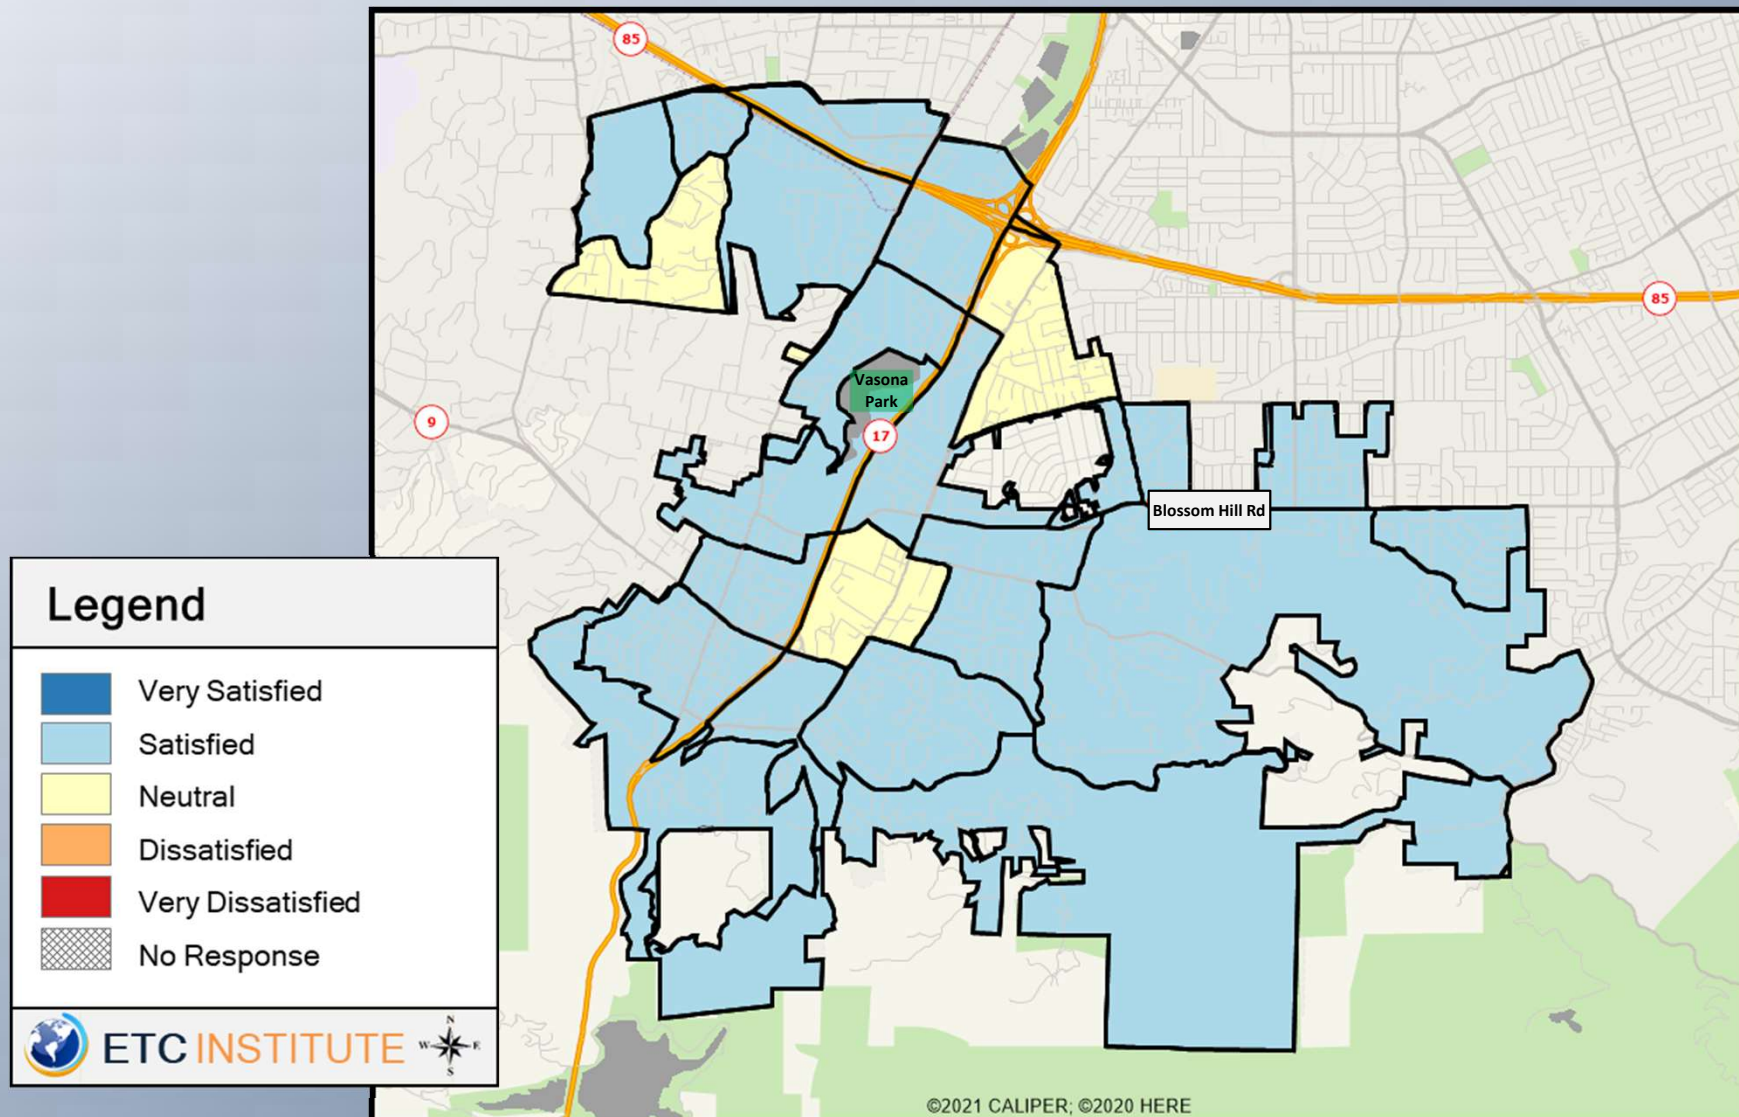 85
85
9
Vasona
Park
17
Blossom Hill Rd
Legend
Very Satisfied
Satisfied
Neutral
Dissatisfied
Very Dissatisfied
No Response
ETC INSTITUTE
N
W E
S
©2021 CALIPER; ©2020 HERE